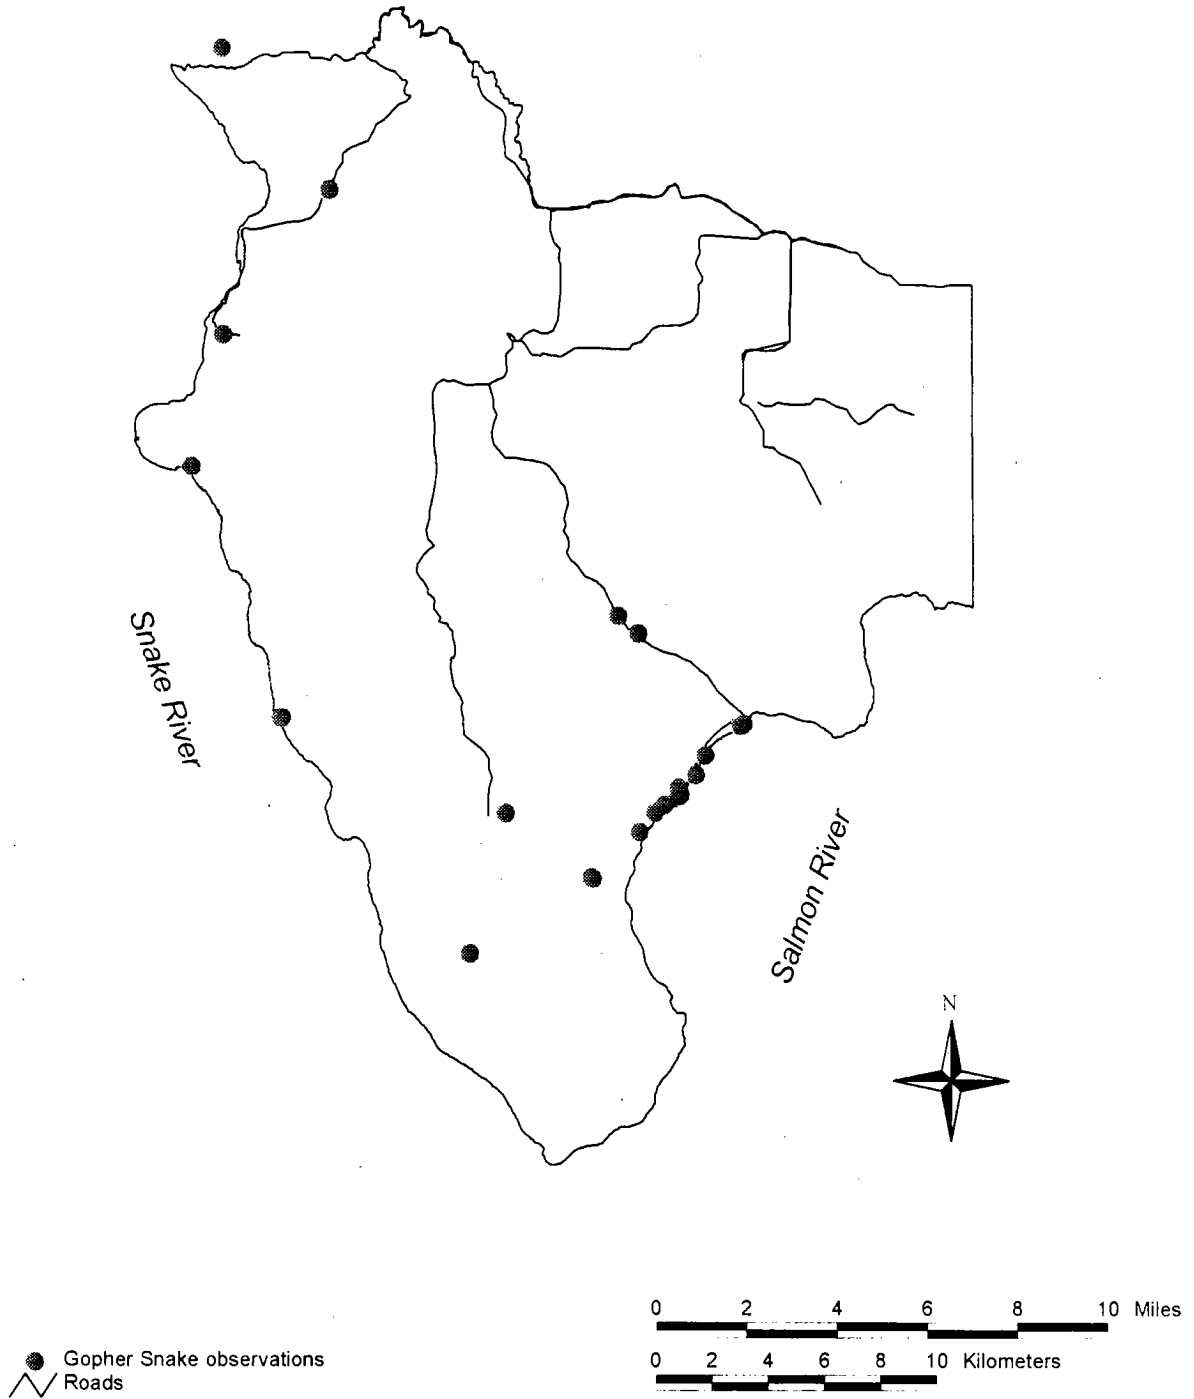 Snake River
Salmon River
N
0 2 4 6 8 10 Miles
0 2 4 6 8 10 Kilometers
Gopher Snake observations
Roads